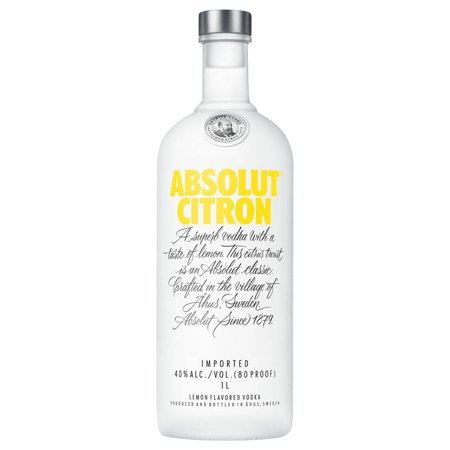 ABSOLUT
CITRON
A superb vodka with a
taste of lemon. This citrus twist
is an Absolut classic.
Crafted in the village of
Åhus, Sweden.
Absolut Since 1879.
IMPORTED
40%ALC./VOL.(80PROOF)
1L
LEMON FLAVORED VODKA
PRODUCED AND BOTTLED IN ÅHUS, SWEDEN